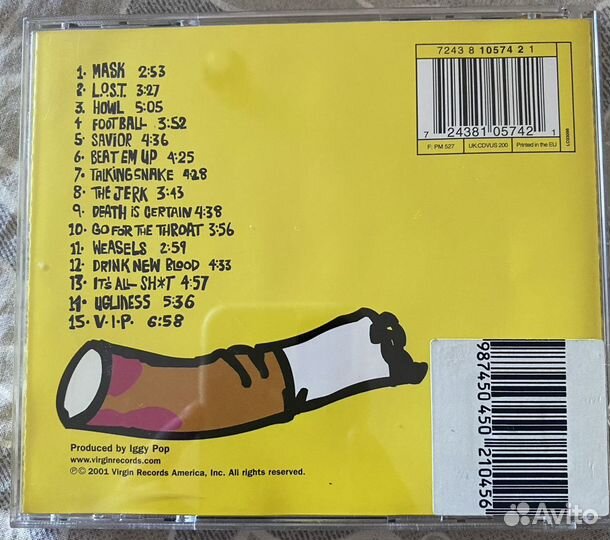 1. MASK 2:53
2. L.O.S.T. 3:27
3. HOWL 5:05
4 FOOTBALL 3:52
5. SAVIOR 4:36
6. BEAT EM UP 4:25
7. TALKING SNAKE 4:28
8. THE JERK 3:43
9. DEATH IS CERTAIN 4:38
10. GO FOR THE THROAT 3:56
11. WEASELS 2:59
12. DRINK NEW BLOOD 4:33
13. IT'S ALL SH*T 4:57
14. UGLINESS 5:36
15. V.I.P. 6:58
7243 8 10574 2 1
7 24381 05742 1
F: PM 527 UK:CDVUS 200 Printed in the EU
LC03098
Produced by Iggy Pop
www.virginrecords.com
℗© 2001 Virgin Records America, Inc. All rights reserved.
987450 450 210456
Avito